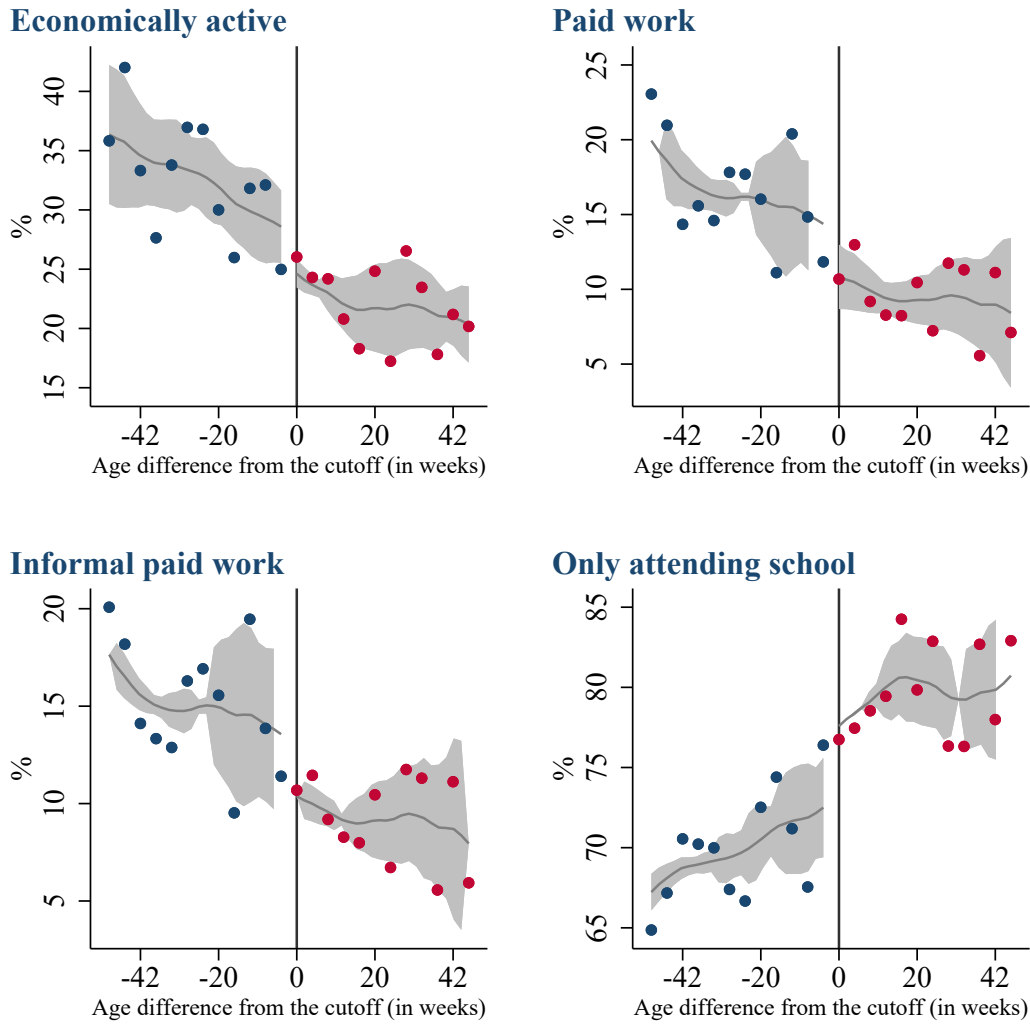 Economically active
%
40
35
30
25
20
15
-42 -20 0 20 42
Age difference from the cutoff (in weeks)
Paid work
%
25
20
15
10
5
-42 -20 0 20 42
Age difference from the cutoff (in weeks)
Informal paid work
%
20
15
10
5
-42 -20 0 20 42
Age difference from the cutoff (in weeks)
Only attending school
%
85
80
75
70
65
-42 -20 0 20 42
Age difference from the cutoff (in weeks)